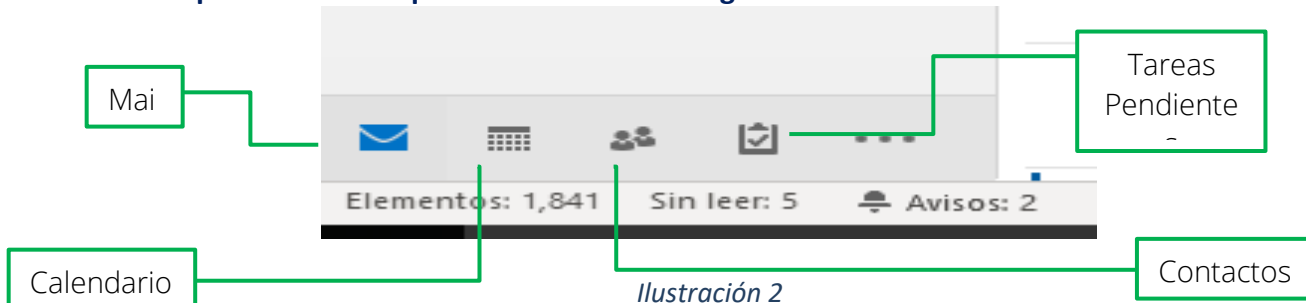 Tareas
Mai
Pendiente
Elementos: 1,841 Sin leer: 5 Avisos: 2
Calendario
Contactos
Ilustración 2